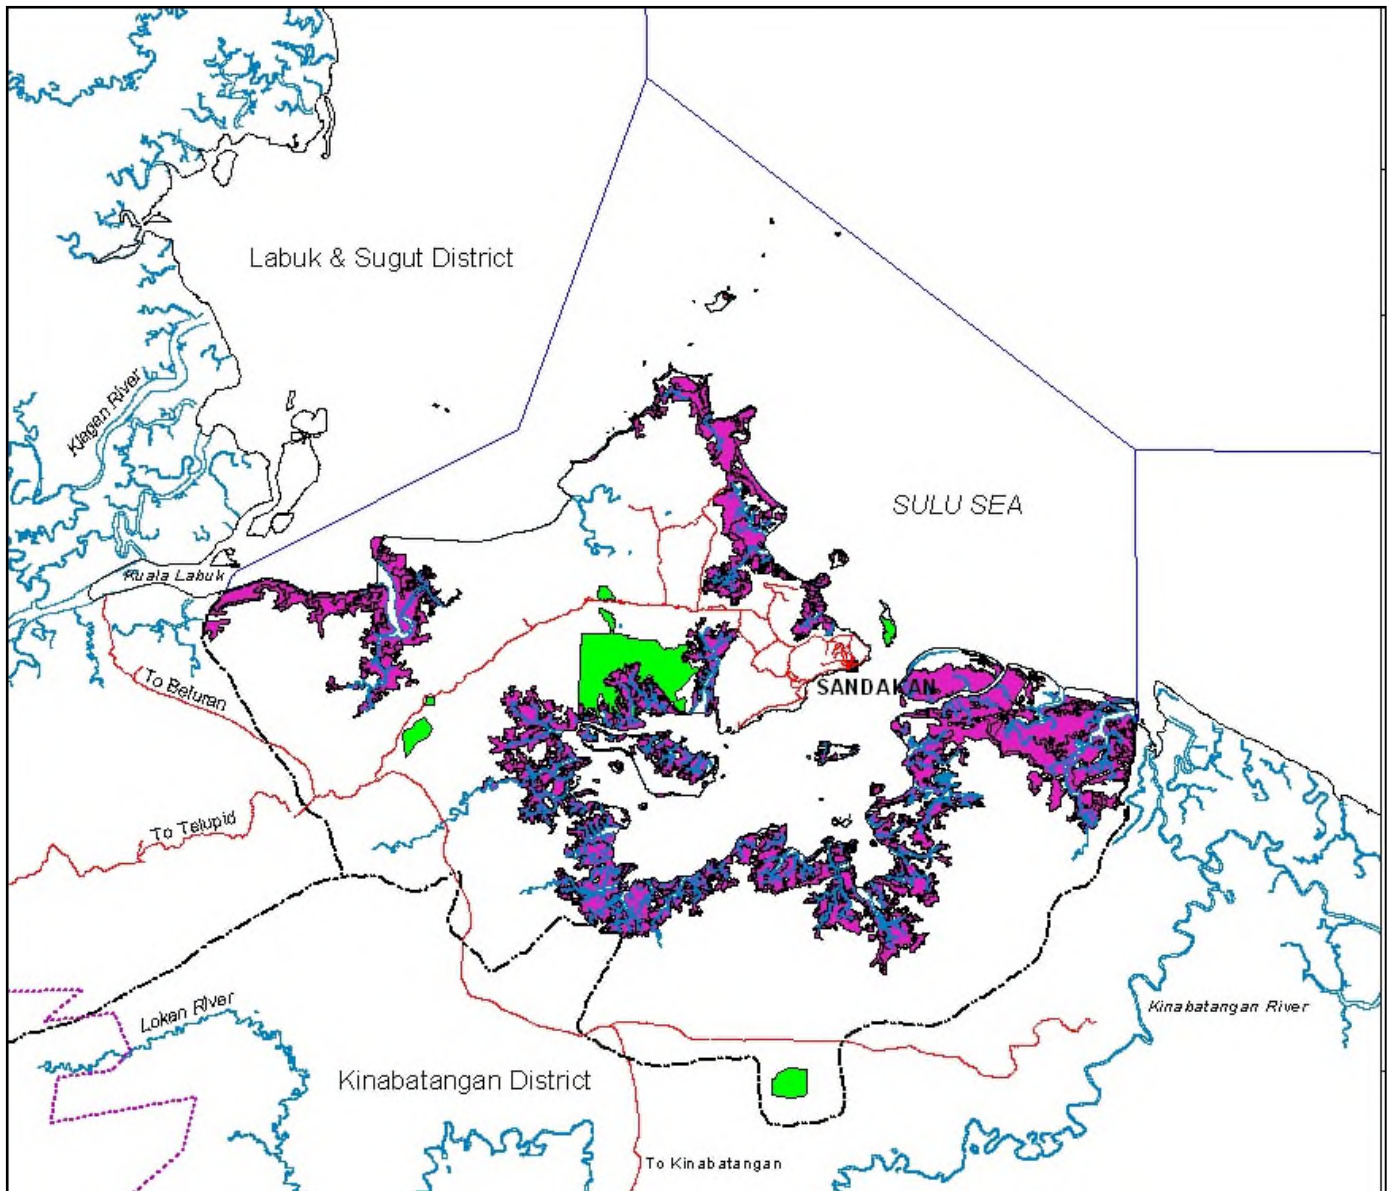 Labuk & Sugut District
Klagan River
SULU SEA
Kuala Labuk
To Beluran
SANDAKAN
To Telupid
Lokan River
Kinabatangan River
Kinabatangan District
To Kinabatangan